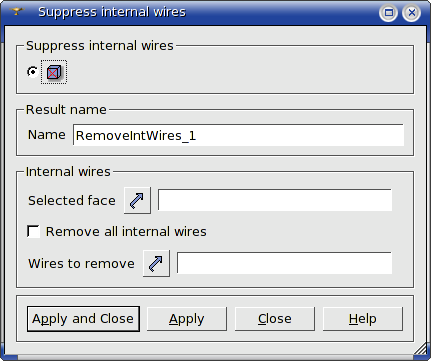 Suppress internal wires
Suppress internal wires
Result name
Name RemoveIntWires_1
Internal wires
Selected face
Remove all internal wires
Wires to remove
Apply and Close Apply Close Help